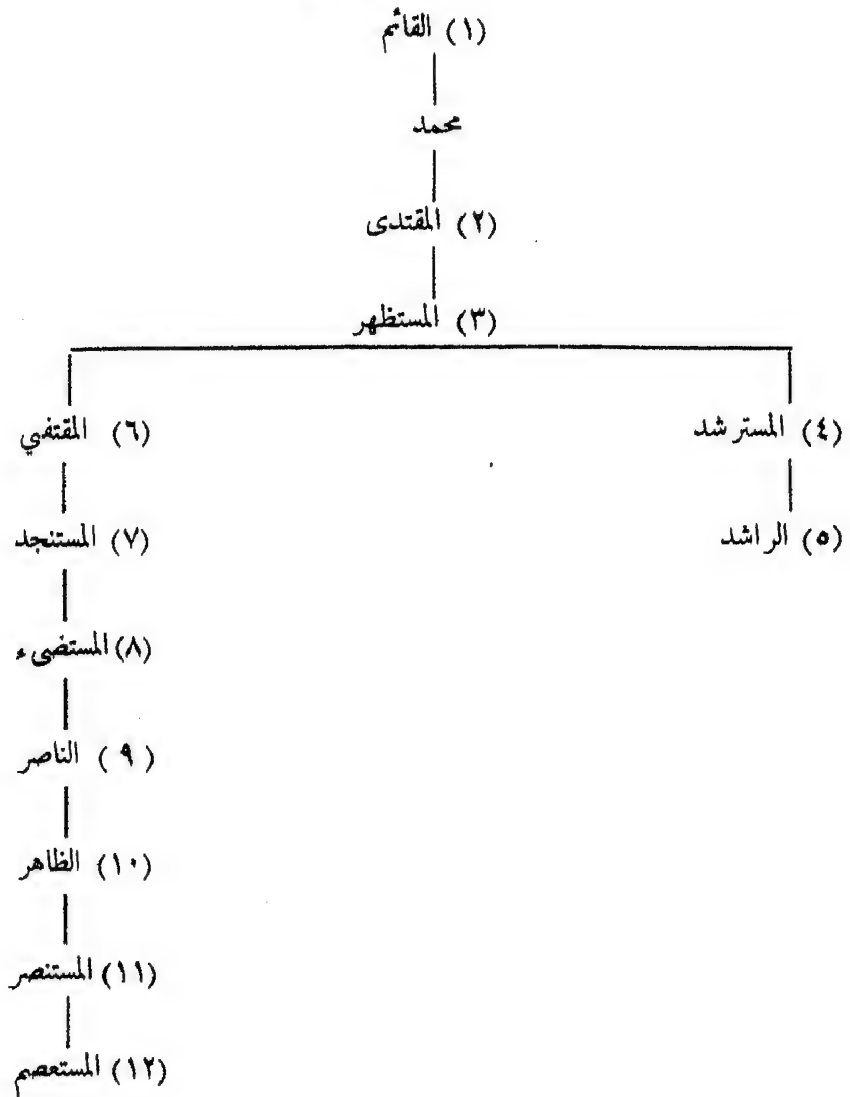 (١) القائم
محمد
(٢) المقتدى
(٣) المستظهر
(٤) المسترشد
(٦) المقتفي
(٥) الراشد
(٧) المستنجد
(٨) المستضىء
(٩) الناصر
(١٠) الظاهر
(١١) المستنصر
(١٢) المستعصم